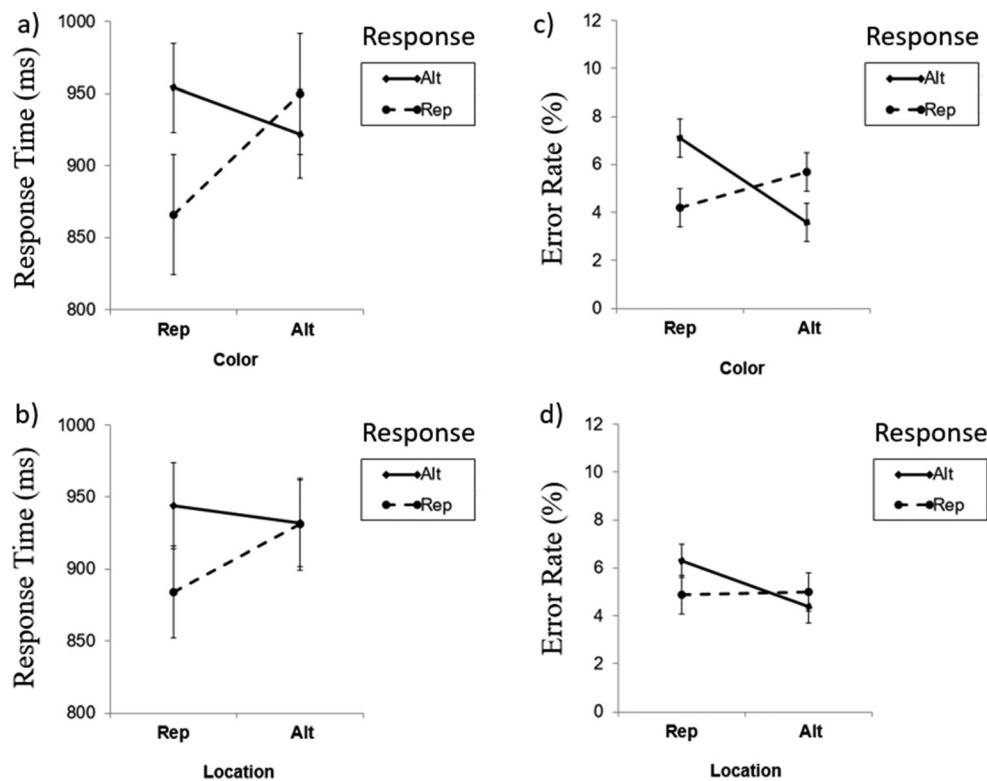 a)
Response Time (ms)
1000
950
900
850
800
Rep Alt
Color
Response
Alt
Rep
c)
Error Rate (%)
12
10
8
6
4
2
0
Rep Alt
Color
Response
Alt
Rep
b)
Response Time (ms)
1000
950
900
850
800
Rep Alt
Location
Response
Alt
Rep
d)
Error Rate (%)
12
10
8
6
4
2
0
Rep Alt
Location
Response
Alt
Rep